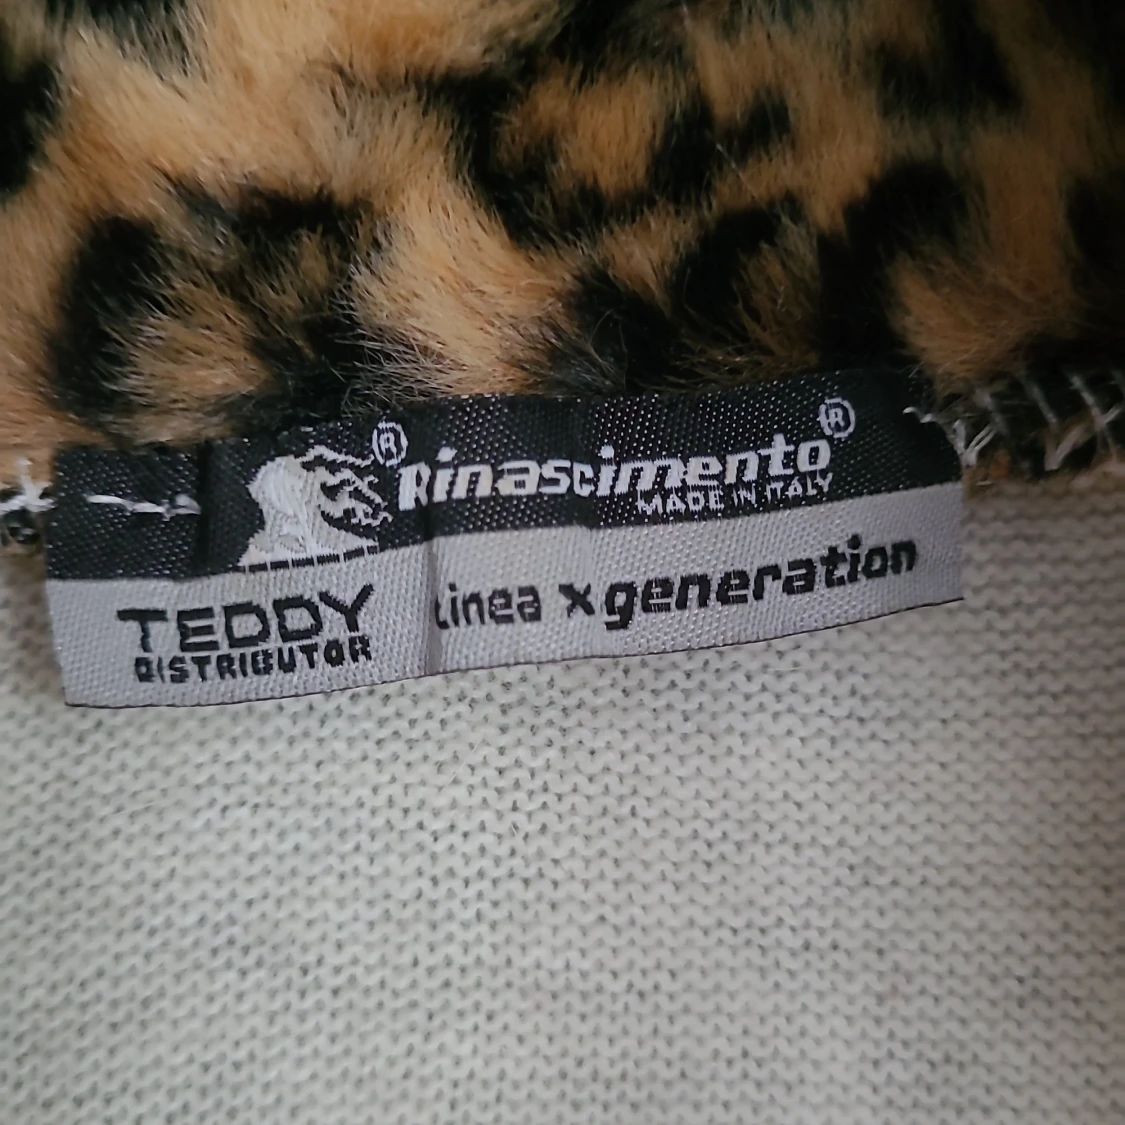 ® Rinascimento®
MADE IN ITALY
TEDDY
DISTRIBUTOR
Linea x generation